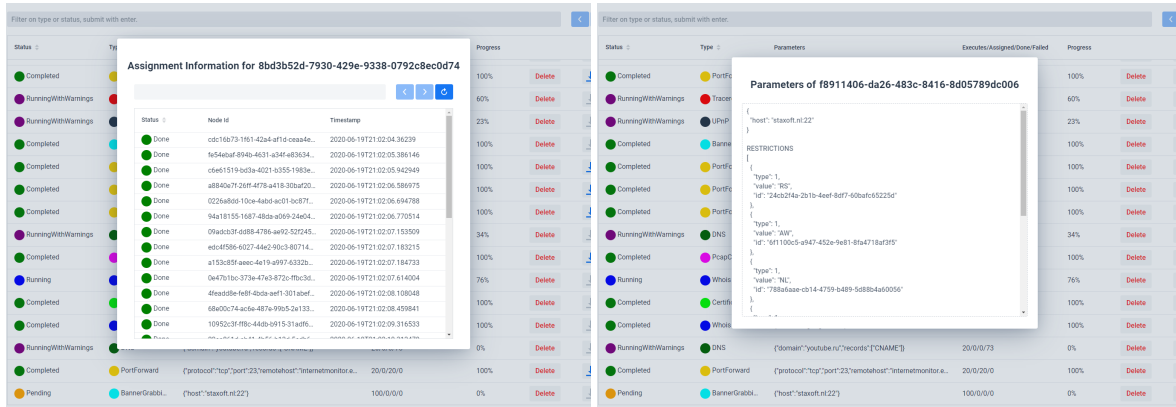 Filter on type or status, submit with enter.
Status
Progress
Completed 100% Delete
RunningWithWarnings 60% Delete
RunningWithWarnings 23% Delete
Completed 100% Delete
Completed 100% Delete
Completed 100% Delete
Completed 100% Delete
RunningWithWarnings 34% Delete
Completed 100% Delete
Running 76% Delete
Completed 100% Delete
Completed 100% Delete
RunningWithWarnings 0% Delete
Completed PortForward {"protocol":"tcp","port":23,"remotehost":"internetmonitor.e... 20/0/20/0 100% Delete
Pending BannerGrabbi... {"host":"staxoft.nl:22"} 100/0/0/0 0% Delete
Assignment Information for 8bd3b52d-7930-429e-9338-0792c8ec0d74
Status Node Id Timestamp
Done cdc16b73-1f61-42a4-af1d-ceaa4e... 2020-06-19T21:02:04.36239
Done fe54ebaf-894b-4631-a34f-e83634... 2020-06-19T21:02:05.386146
Done c6e61519-bd3a-4021-b355-1983e... 2020-06-19T21:02:05.942949
Done a8840e7f-26ff-4f78-a418-30baf20... 2020-06-19T21:02:06.586975
Done 0226a8dd-10ce-4abd-ac01-bc87f... 2020-06-19T21:02:06.694788
Done 94a18155-1687-48da-a069-24e04... 2020-06-19T21:02:06.770514
Done 09adcb3f-dd88-4786-ae92-52f245... 2020-06-19T21:02:07.153509
Done edc4f586-6027-44e2-90c3-80714... 2020-06-19T21:02:07.183215
Done a153c85f-aeec-4e19-a997-6332b... 2020-06-19T21:02:07.184733
Done 0e47b1bc-373e-47e3-872c-ffbc3d... 2020-06-19T21:02:07.614004
Done 4feadd8e-fe8f-4bda-aef1-301abef... 2020-06-19T21:02:08.108048
Done 68e00c74-ac6e-487e-99b5-2e133... 2020-06-19T21:02:08.459841
Done 10952c3f-ff8c-44db-b915-31adf6... 2020-06-19T21:02:09.316533
Filter on type or status, submit with enter.
Status Type Parameters Executes/Assigned/Done/Failed Progress
Completed PortFo 100% Delete
RunningWithWarnings Tracer 60% Delete
RunningWithWarnings UPnP 23% Delete
Completed Banne 100% Delete
Completed PortFo 100% Delete
Completed PortFo 100% Delete
Completed PortFo 100% Delete
RunningWithWarnings DNS 34% Delete
Completed PcapC 100% Delete
Running Whois 76% Delete
Completed Certifi 100% Delete
Completed Whois 100% Delete
RunningWithWarnings DNS {"domain":"youtube.ru","records":["CNAME"]} 20/0/0/73 0% Delete
Completed PortForward {"protocol":"tcp","port":23,"remotehost":"internetmonitor.e... 20/0/20/0 100% Delete
Pending BannerGrabbi... {"host":"staxoft.nl:22"} 100/0/0/0 0% Delete
Parameters of f8911406-da26-483c-8416-8d05789dc006
{
"host": "staxoft.nl:22"
}
RESTRICTIONS
[
{
"type": 1,
"value": "RS",
"id": "24cb2f4a-2b1b-4eef-8df7-60bafc65225d"
},
{
"type": 1,
"value": "AW",
"id": "6f1100c5-a947-452e-9e81-8fa4718af3f5"
},
{
"type": 1,
"value": "NL",
"id": "788a6aae-cb14-4759-b489-5d88b4a60056"
},
{